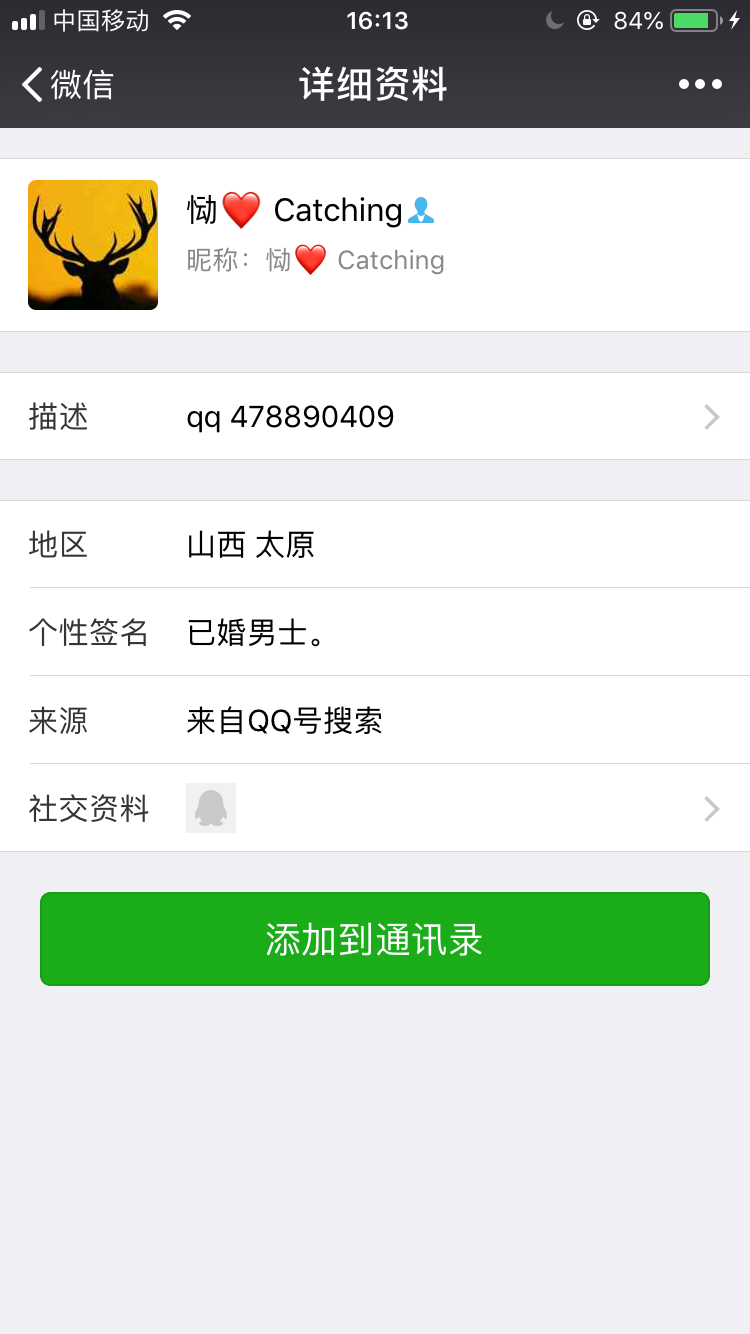 中国移动 16:13 84%
微信 详细资料
恸❤️ Catching
昵称：恸❤️ Catching
描述 qq 478890409
地区 山西 太原
个性签名 已婚男士。
来源 来自QQ号搜索
社交资料
添加到通讯录